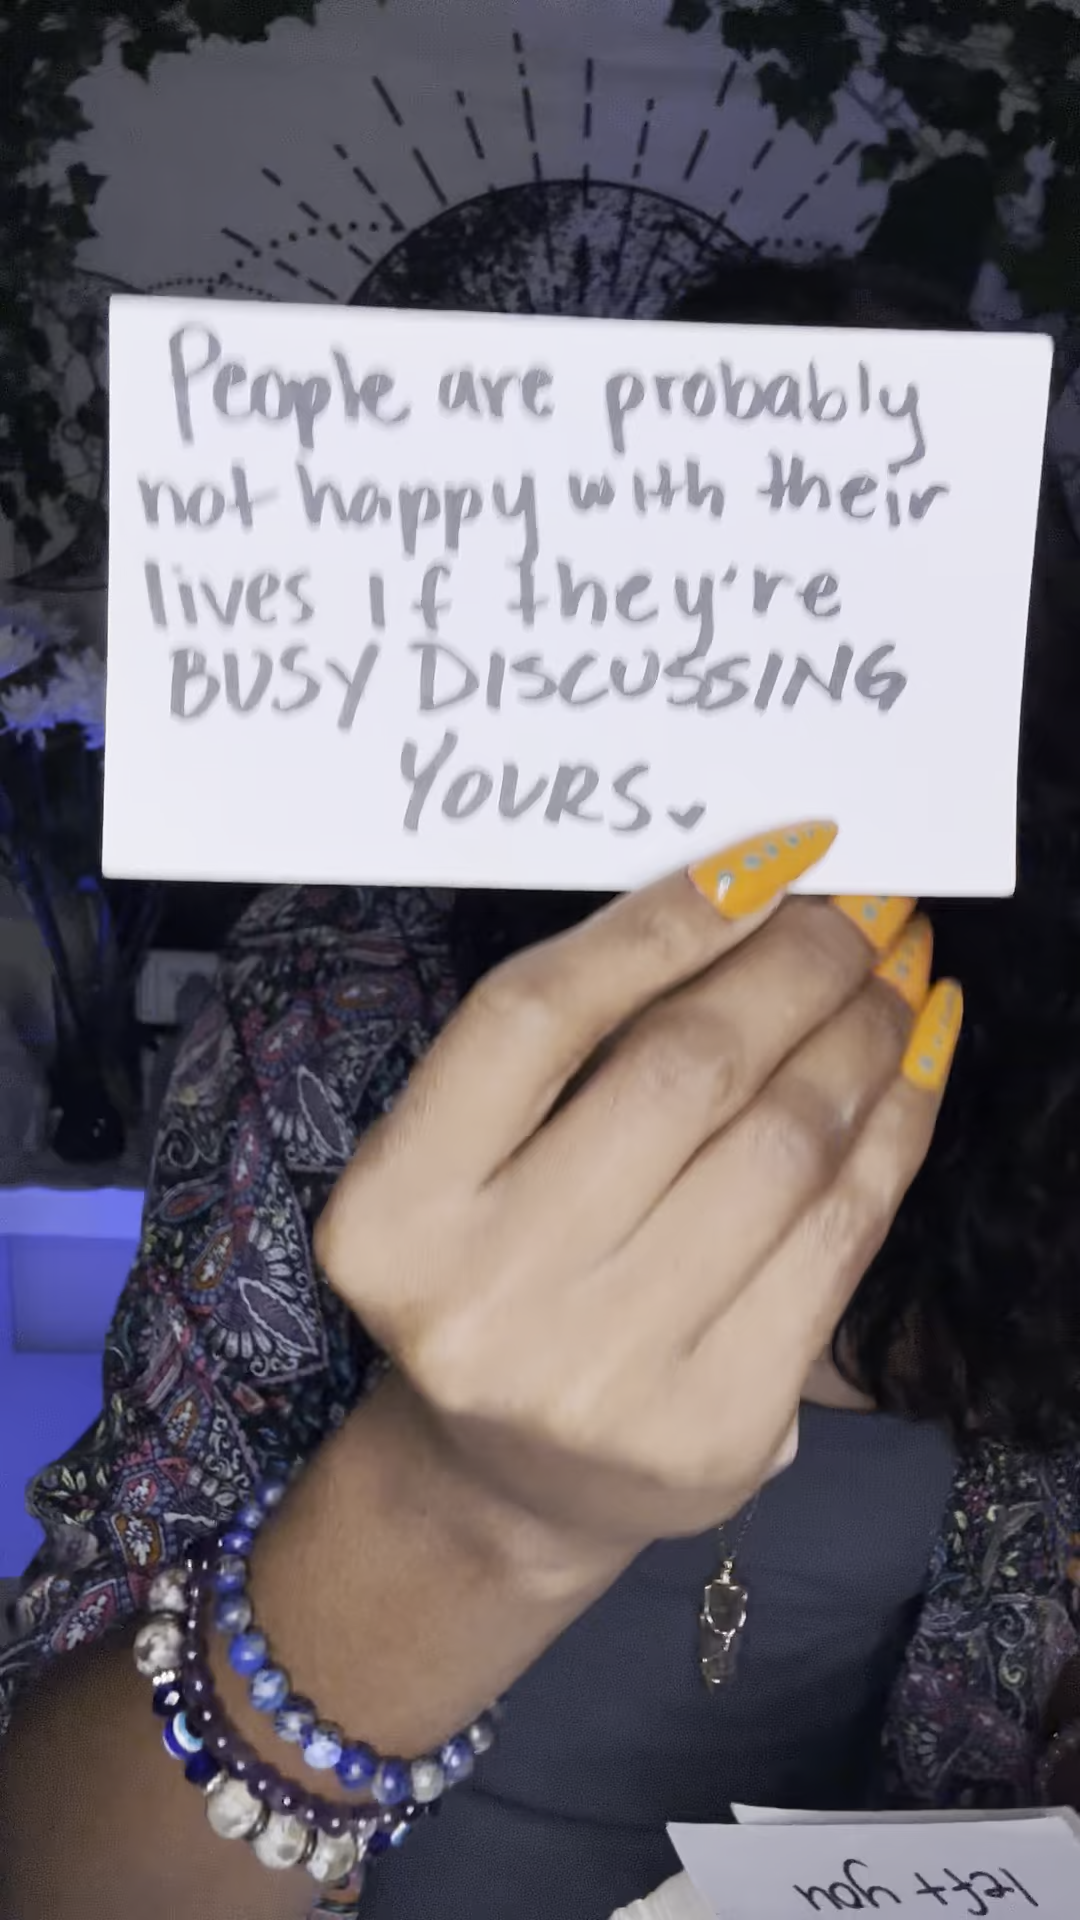 People are probably
not happy with their
lives if they're
BUSY DISCUSSING
YOURS.
left you